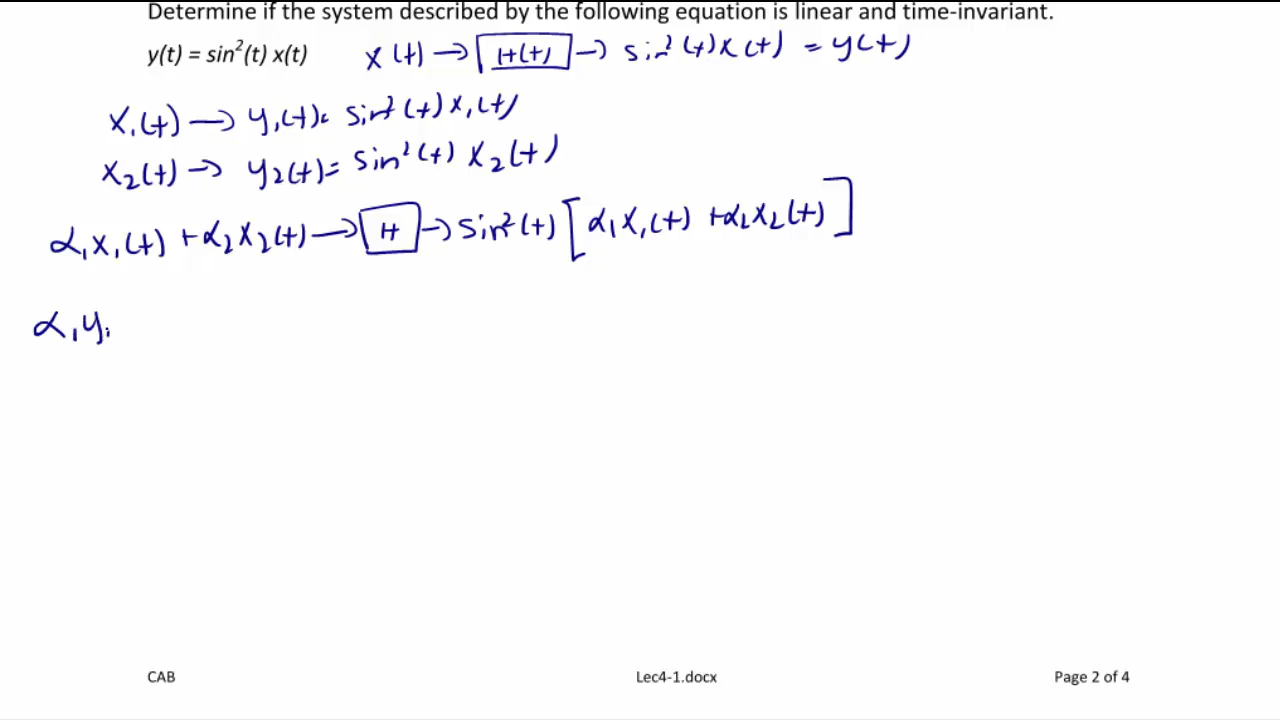 Determine if the system described by the following equation is linear and time-invariant.
y(t) = sin²(t) x(t) x(t) → H(t) → sin²(t)x(t) = y(t)
x₁(t) → y₁(t) = sin²(t)x₁(t)
x₂(t) → y₂(t) = sin²(t) x₂(t)
α₁x₁(t) + α₂x₂(t) → H → sin²(t) [α₁x₁(t) + α₂x₂(t)]
α₁y₁
CAB Lec4-1.docx Page 2 of 4